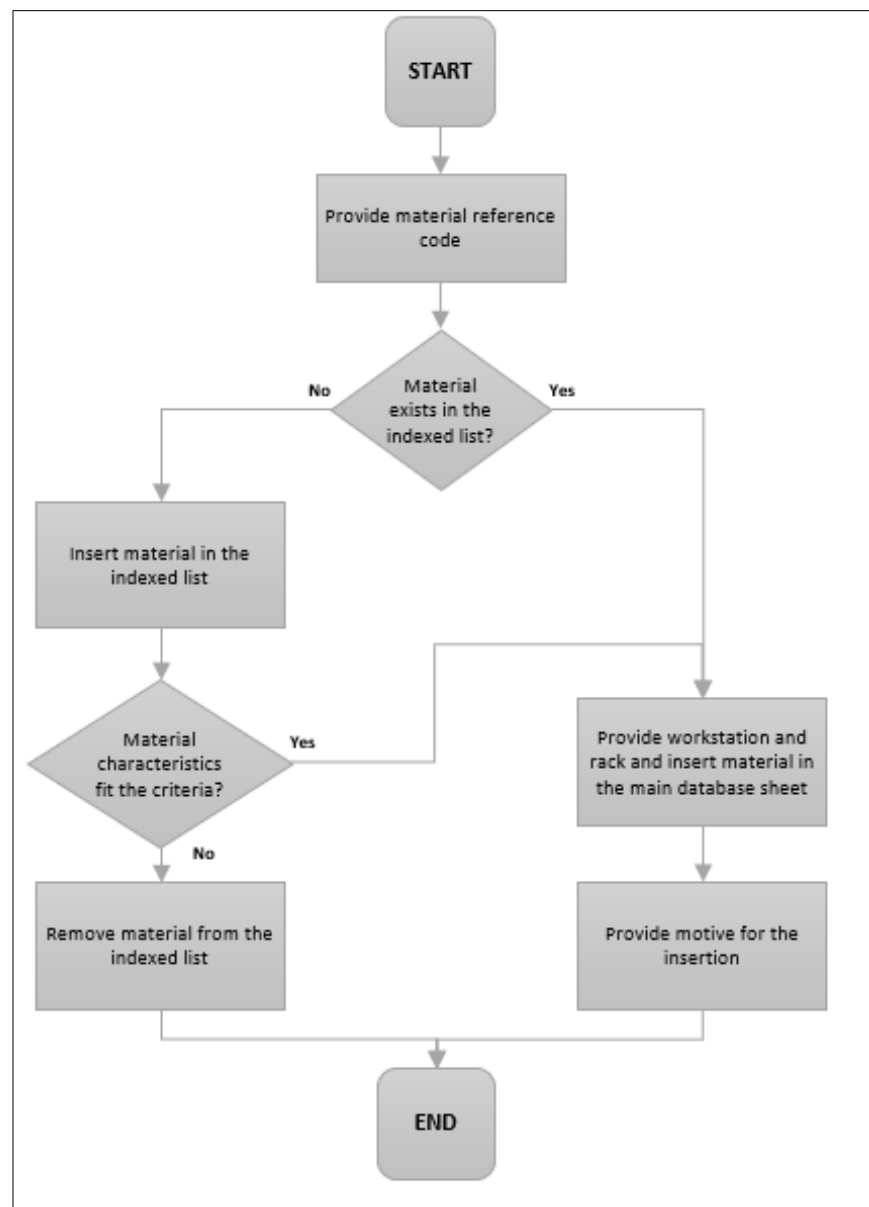 START
Provide material reference
code
No
Material
exists in the
indexed list?
Yes
Insert material in the
indexed list
Material
characteristics
fit the criteria?
Yes
Provide workstation and
rack and insert material in
the main database sheet
No
Remove material from the
indexed list
Provide motive for the
insertion
END